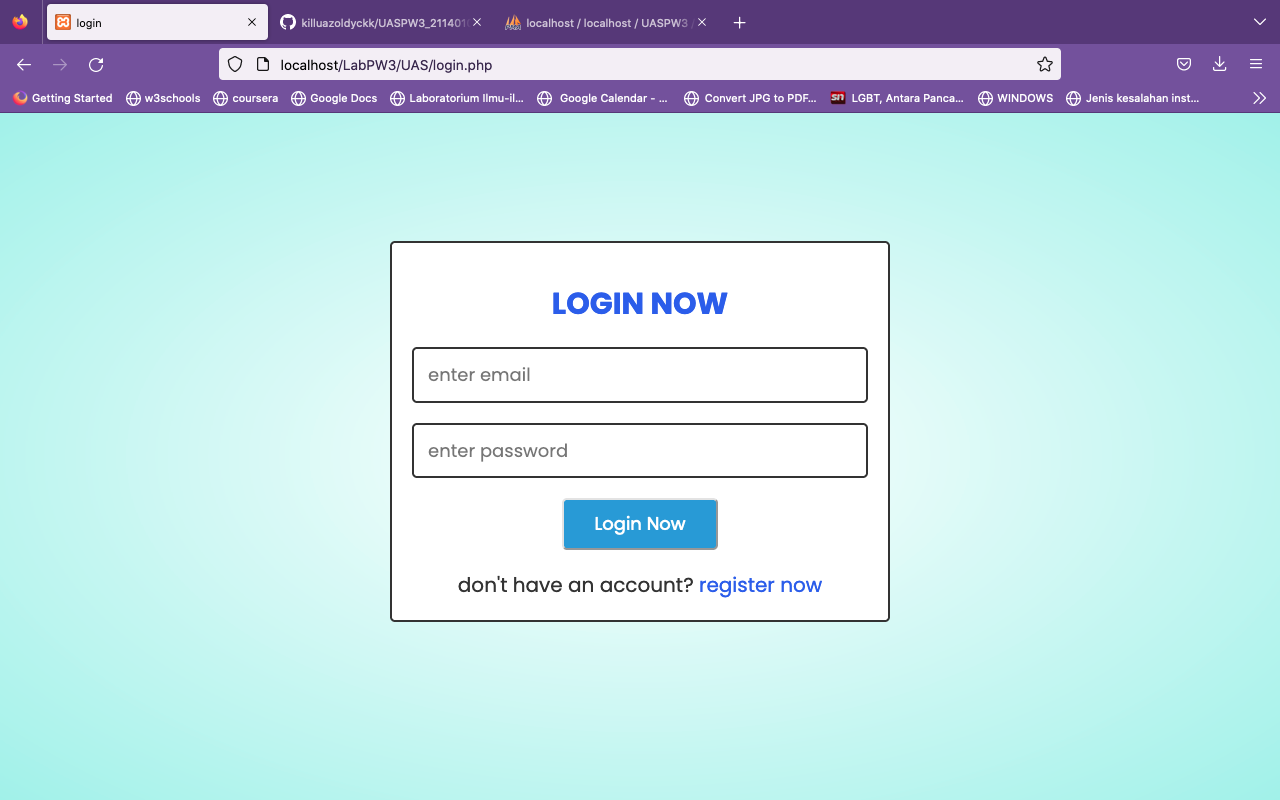 login
killuazoldyckk/UASPW3_211401
localhost / localhost / UASPW3 /
localhost/LabPW3/UAS/login.php
Getting Started w3schools coursera Google Docs Laboratorium Ilmu-il... Google Calendar - ... Convert JPG to PDF... sn LGBT, Antara Panca... WINDOWS Jenis kesalahan inst...
LOGIN NOW
enter email
enter password
Login Now
don't have an account? register now